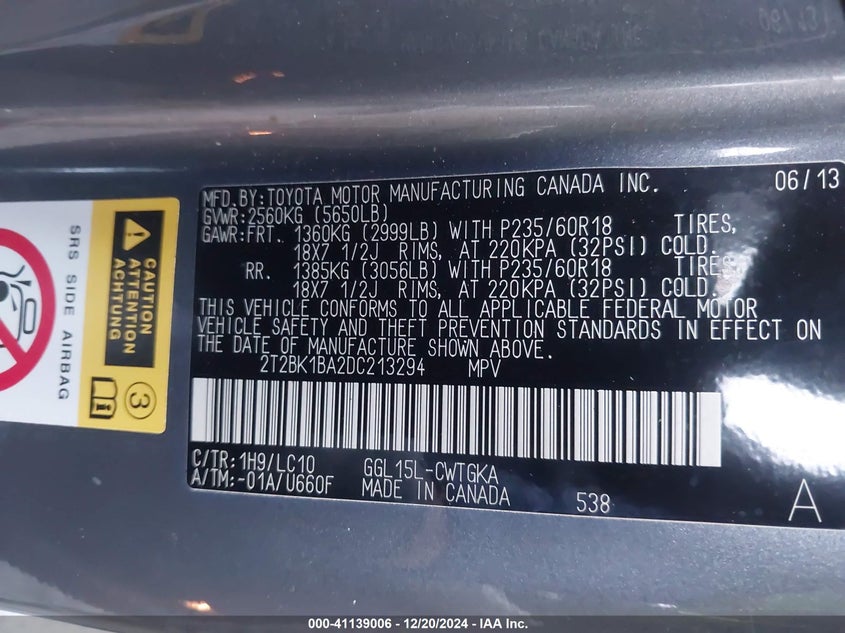 MFD. BY: TOYOTA MOTOR MANUFACTURING CANADA INC. 06/13
GVWR: 2560KG (5650LB)
GAWR: FRT. 1360KG (2999LB) WITH P235/60R18 TIRES,
18X7 1/2J RIMS, AT 220KPA (32PSI) COLD.
RR. 1385KG (3056LB) WITH P235/60R18 TIRES,
18X7 1/2J RIMS, AT 220KPA (32PSI) COLD.
THIS VEHICLE CONFORMS TO ALL APPLICABLE FEDERAL MOTOR
VEHICLE SAFETY AND THEFT PREVENTION STANDARDS IN EFFECT ON
THE DATE OF MANUFACTURE SHOWN ABOVE.
2T2BK1BA2DC213294 MPV
C/TR: 1H9/LC10 GGL15L-CWTGKA
A/TM: -01A/U660F MADE IN CANADA 538 A
CAUTION
ATTENTION
ACHTUNG
SRS SIDE AIRBAG
3
000-41139006 - 12/20/2024 - IAA Inc.